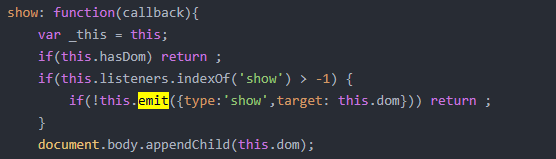 show: function(callback){
var _this = this;
if(this.hasDom) return ;
if(this.listeners.indexOf('show') > -1) {
if(!this.emit({type:'show',target: this.dom})) return ;
}
document.body.appendChild(this.dom);